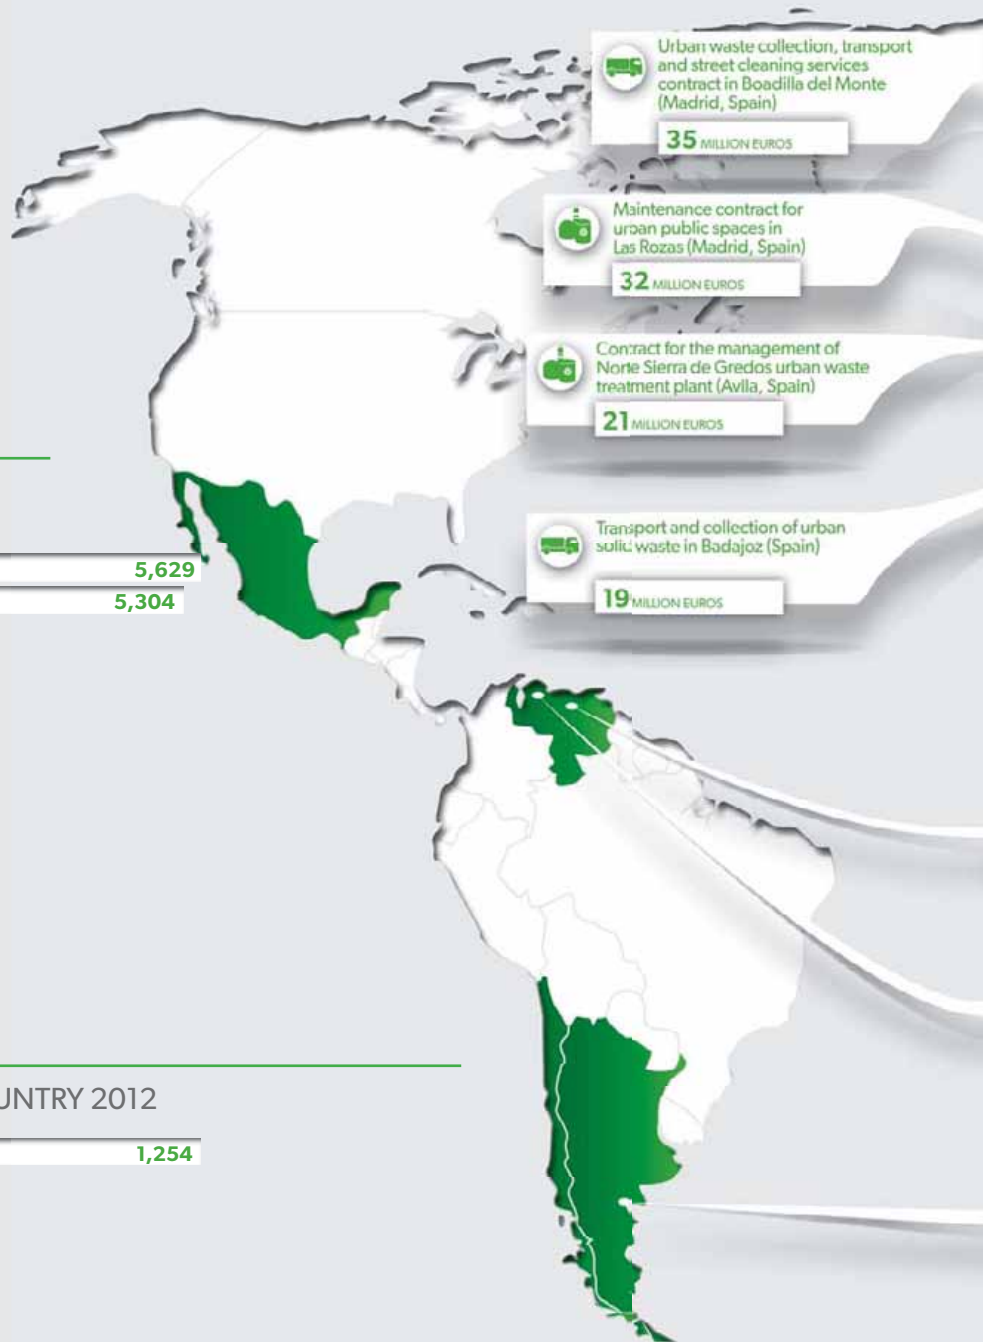 Urban waste collection, transport
and street cleaning services
contract in Boadilla del Monte
(Madrid, Spain)
35 MILLION EUROS
Maintenance contract for
urban public spaces in
Las Rozas (Madrid, Spain)
32 MILLION EUROS
Contract for the management of
Norte Sierra de Gredos urban waste
treatment plant (Avila, Spain)
21 MILLION EUROS
Transport and collection of urban
solid waste in Badajoz (Spain)
19 MILLION EUROS
5,629
5,304
UNTRY 2012
1,254